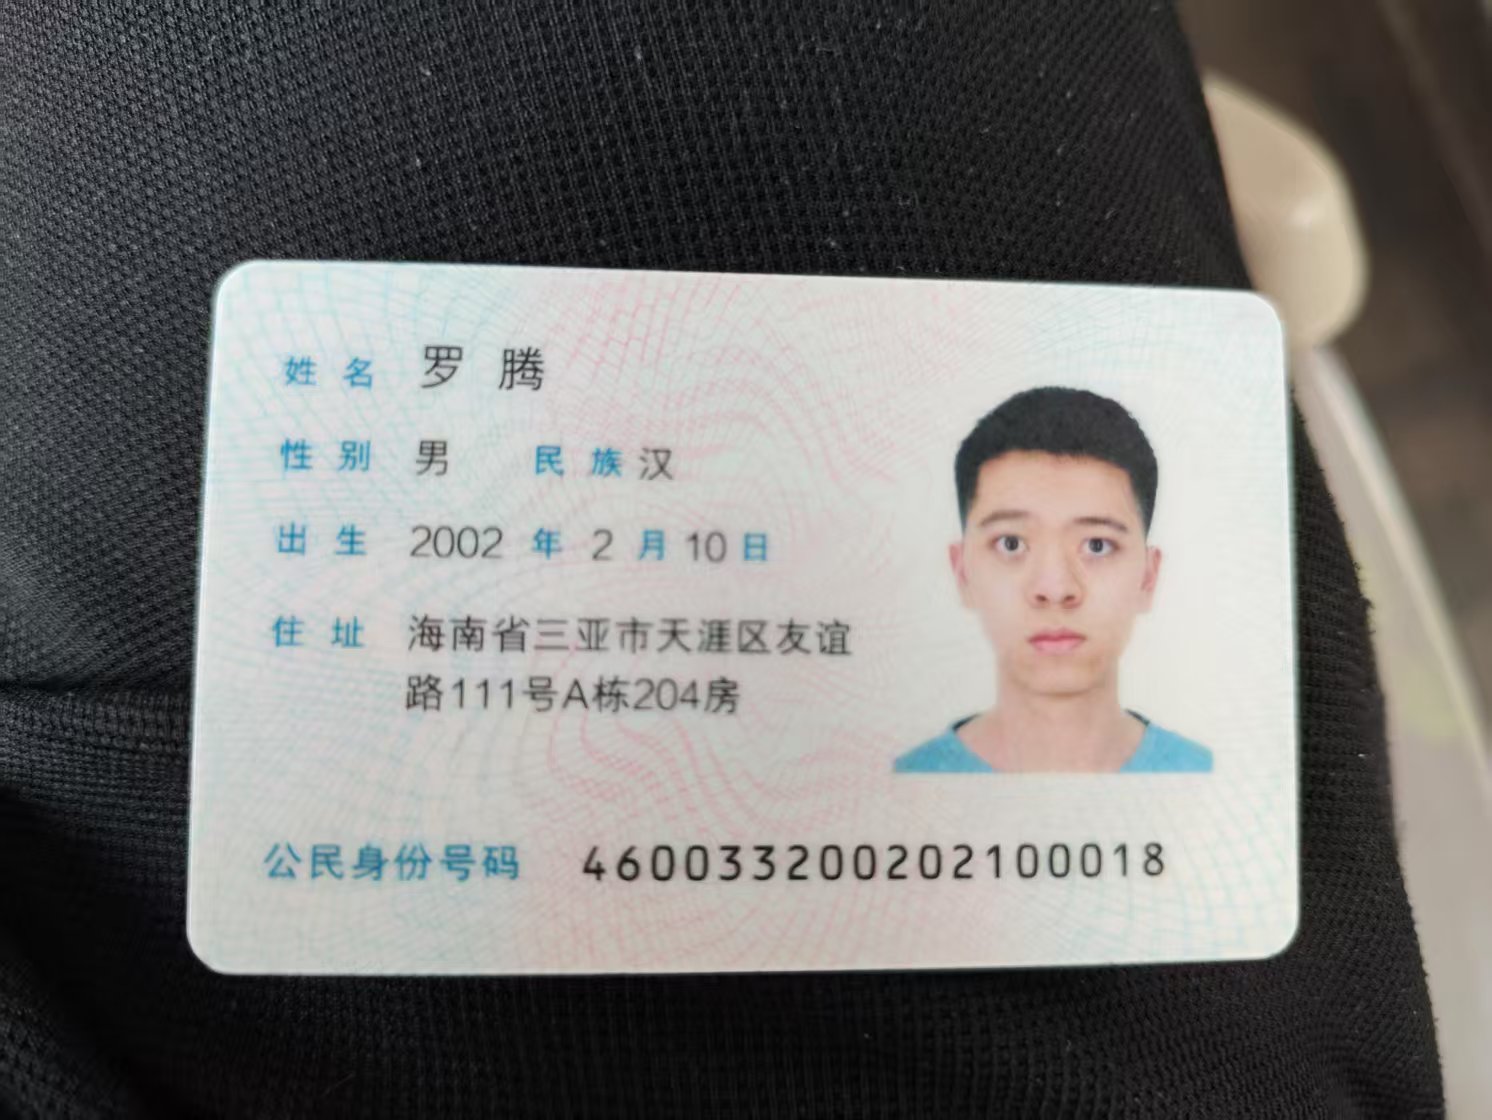 姓名 罗腾
性别 男 民族 汉
出生 2002 年 2 月 10 日
住址 海南省三亚市天涯区友谊
路111号A栋204房
公民身份号码 460033200202100018